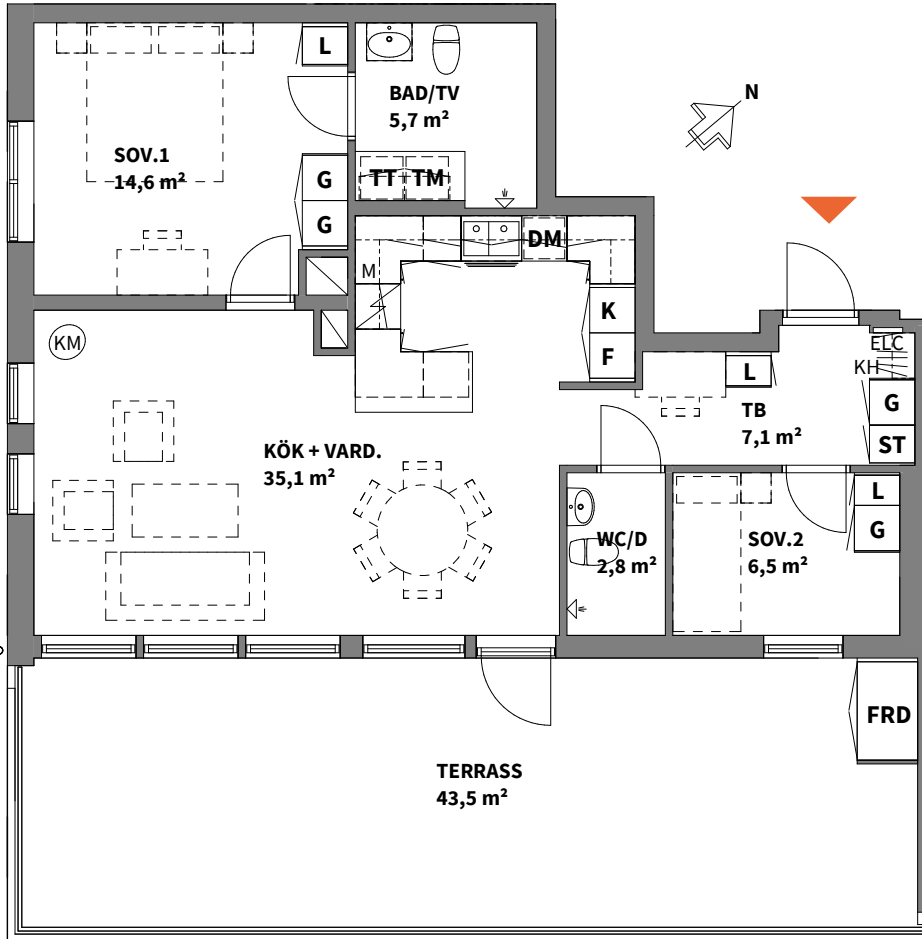 L
BAD/TV
5,7 m²
N
SOV.1
14,6 m²
G
G
TT TM
DM
M
K
F
KM
ELC
KH
L
TB
7,1 m²
G
ST
KÖK + VARD.
35,1 m²
L
G
WC/D
2,8 m²
SOV.2
6,5 m²
FRD
TERRASS
43,5 m²